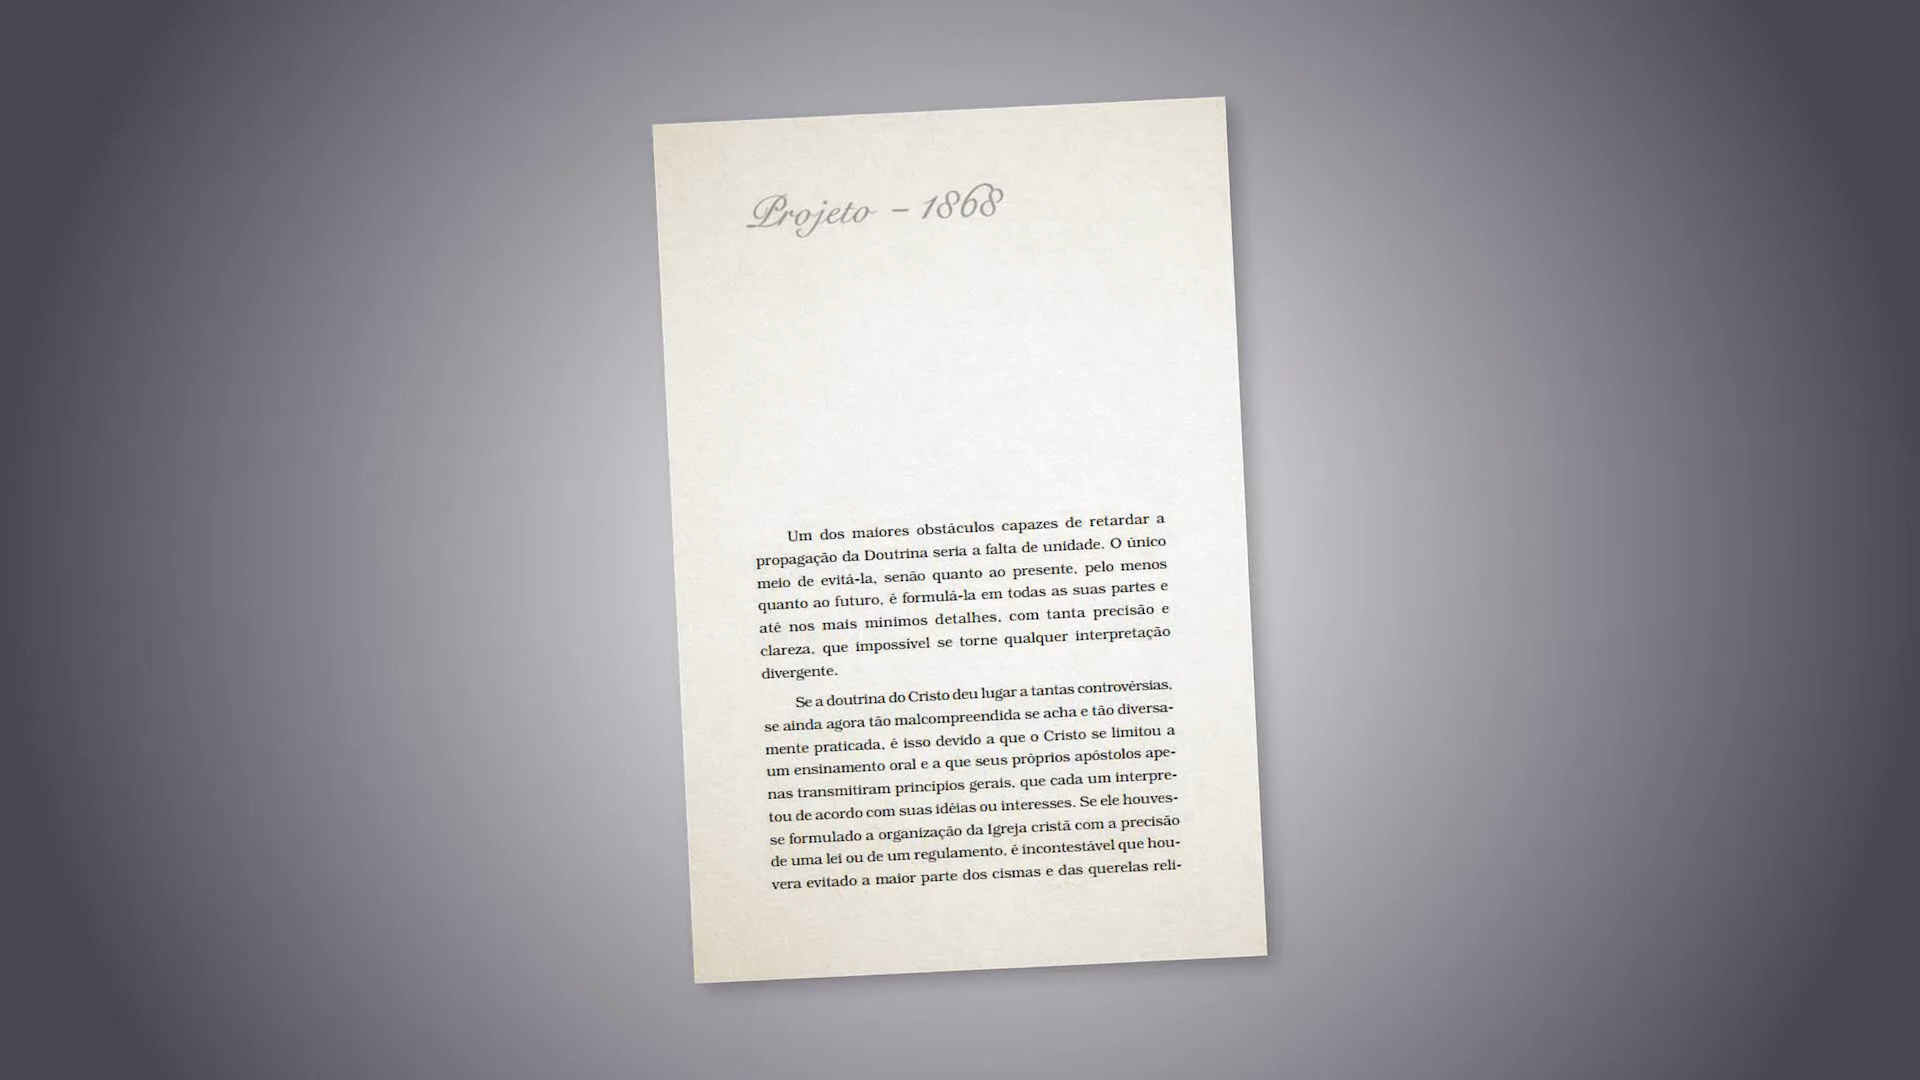 Projeto – 1868
Um dos maiores obstáculos capazes de retardar a
propagação da Doutrina seria a falta de unidade. O único
meio de evitá-la, senão quanto ao presente, pelo menos
quanto ao futuro, é formulá-la em todas as suas partes e
até nos mais mínimos detalhes, com tanta precisão e
clareza, que impossível se torne qualquer interpretação
divergente.
Se a doutrina do Cristo deu lugar a tantas controvérsias,
se ainda agora tão malcompreendida se acha e tão diversa-
mente praticada, é isso devido a que o Cristo se limitou a
um ensinamento oral e a que seus próprios apóstolos ape-
nas transmitiram princípios gerais, que cada um interpre-
tou de acordo com suas idéias ou interesses. Se ele houves-
se formulado a organização da Igreja cristã com a precisão
de uma lei ou de um regulamento, é incontestável que hou-
vera evitado a maior parte dos cismas e das querelas reli-